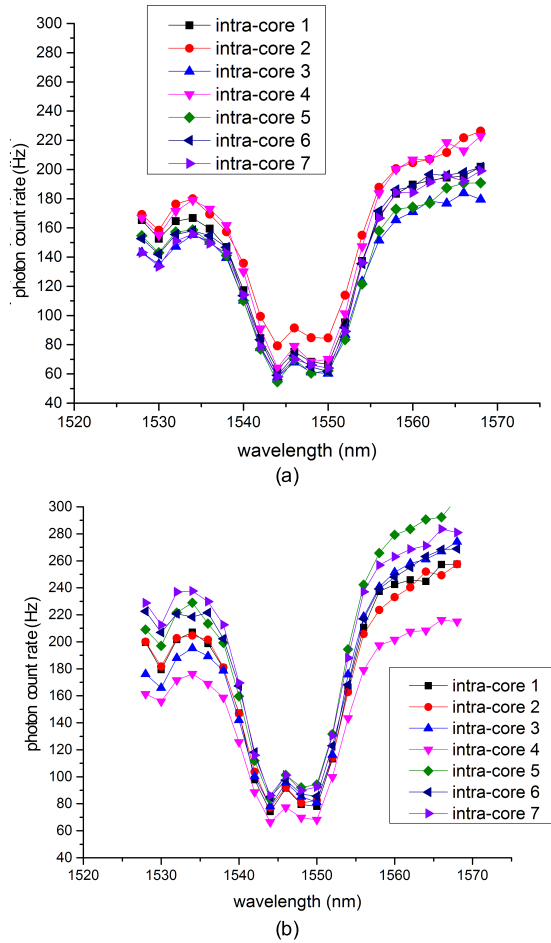 300
280
260
240
220
200
180
160
140
120
100
80
60
40
photon count rate (Hz)
intra-core 1
intra-core 2
intra-core 3
intra-core 4
intra-core 5
intra-core 6
intra-core 7
1520 1530 1540 1550 1560 1570
wavelength (nm)
(a)
300
280
260
240
220
200
180
160
140
120
100
80
60
40
photon count rate (Hz)
intra-core 1
intra-core 2
intra-core 3
intra-core 4
intra-core 5
intra-core 6
intra-core 7
1520 1530 1540 1550 1560 1570
wavelength (nm)
(b)